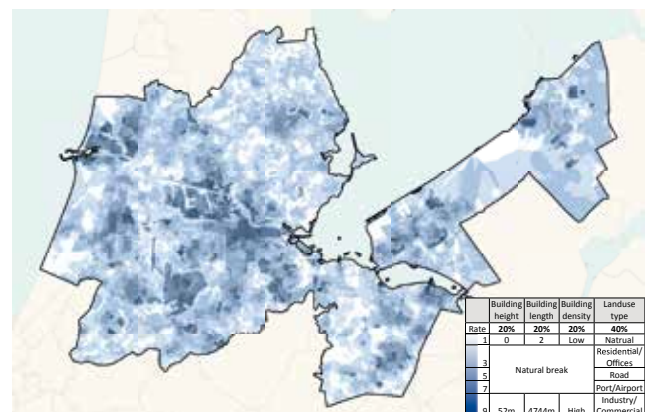 Building height Building length Building density Landuse type
Rate 20% 20% 20% 40%
1 0 2 Low Natrual
3 Natural break Residential/ Offices
5 Road
7 Port/Airport
9 52m 4744m High Industry/ Commercial